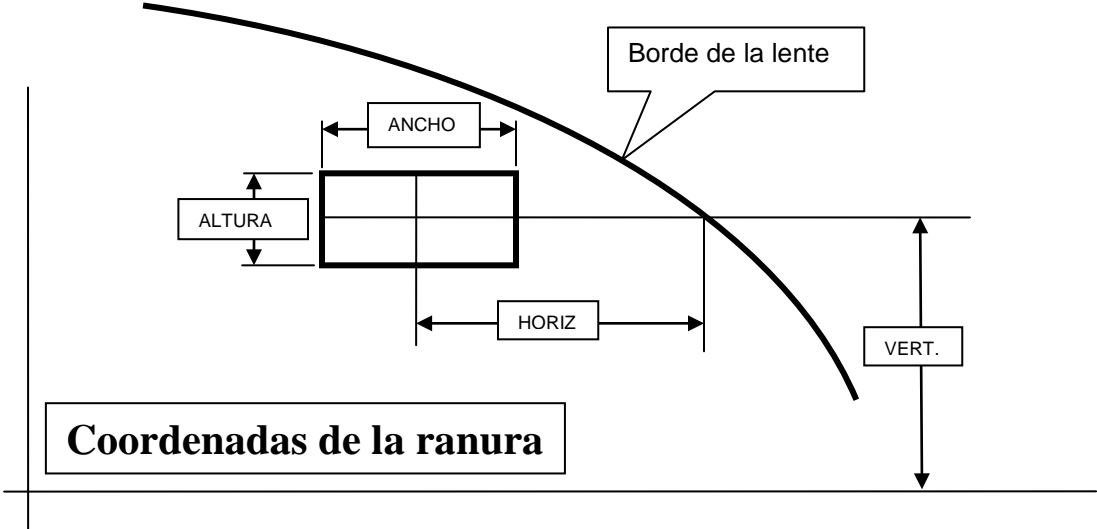 Borde de la lente
ANCHO
ALTURA
HORIZ
VERT.
Coordenadas de la ranura